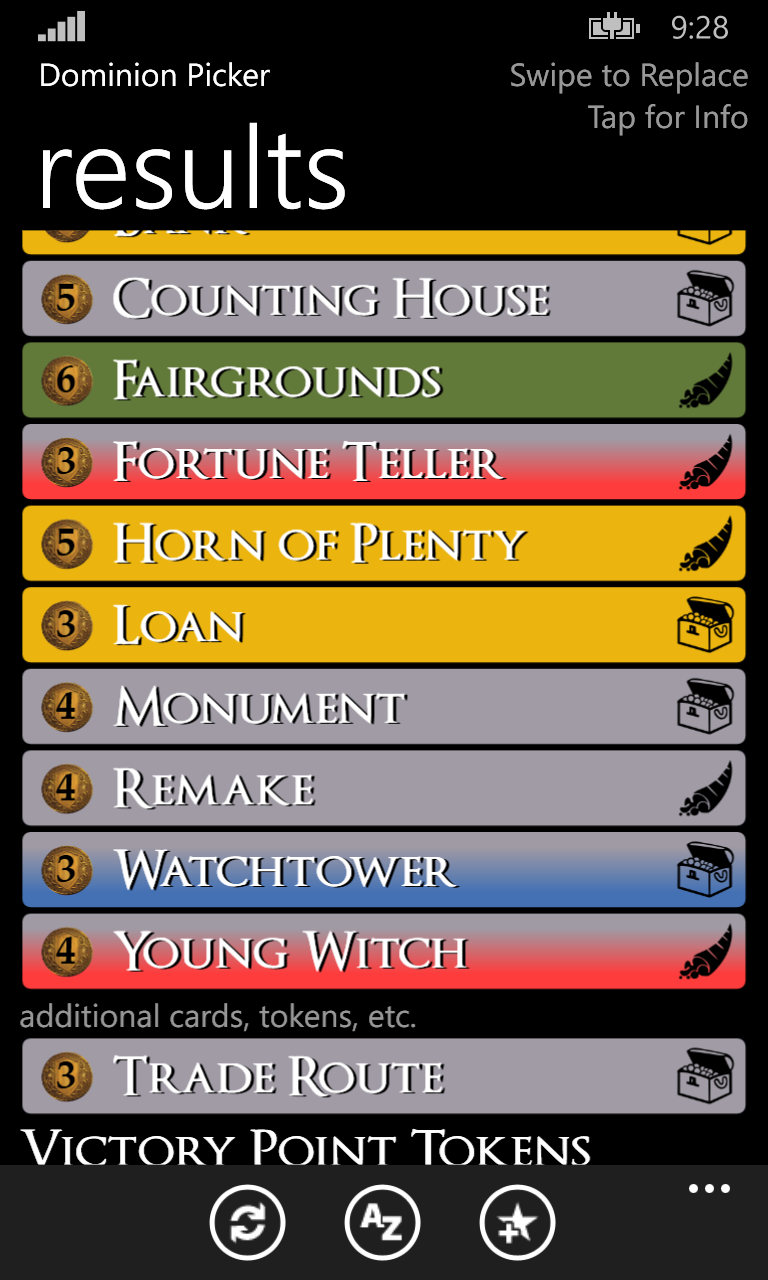 9:28
Dominion Picker
Swipe to Replace
Tap for Info
results
5 Counting House
6 Fairgrounds
3 Fortune Teller
5 Horn of Plenty
3 Loan
4 Monument
4 Remake
3 Watchtower
4 Young Witch
additional cards, tokens, etc.
3 Trade Route
Victory Point Tokens
AZ